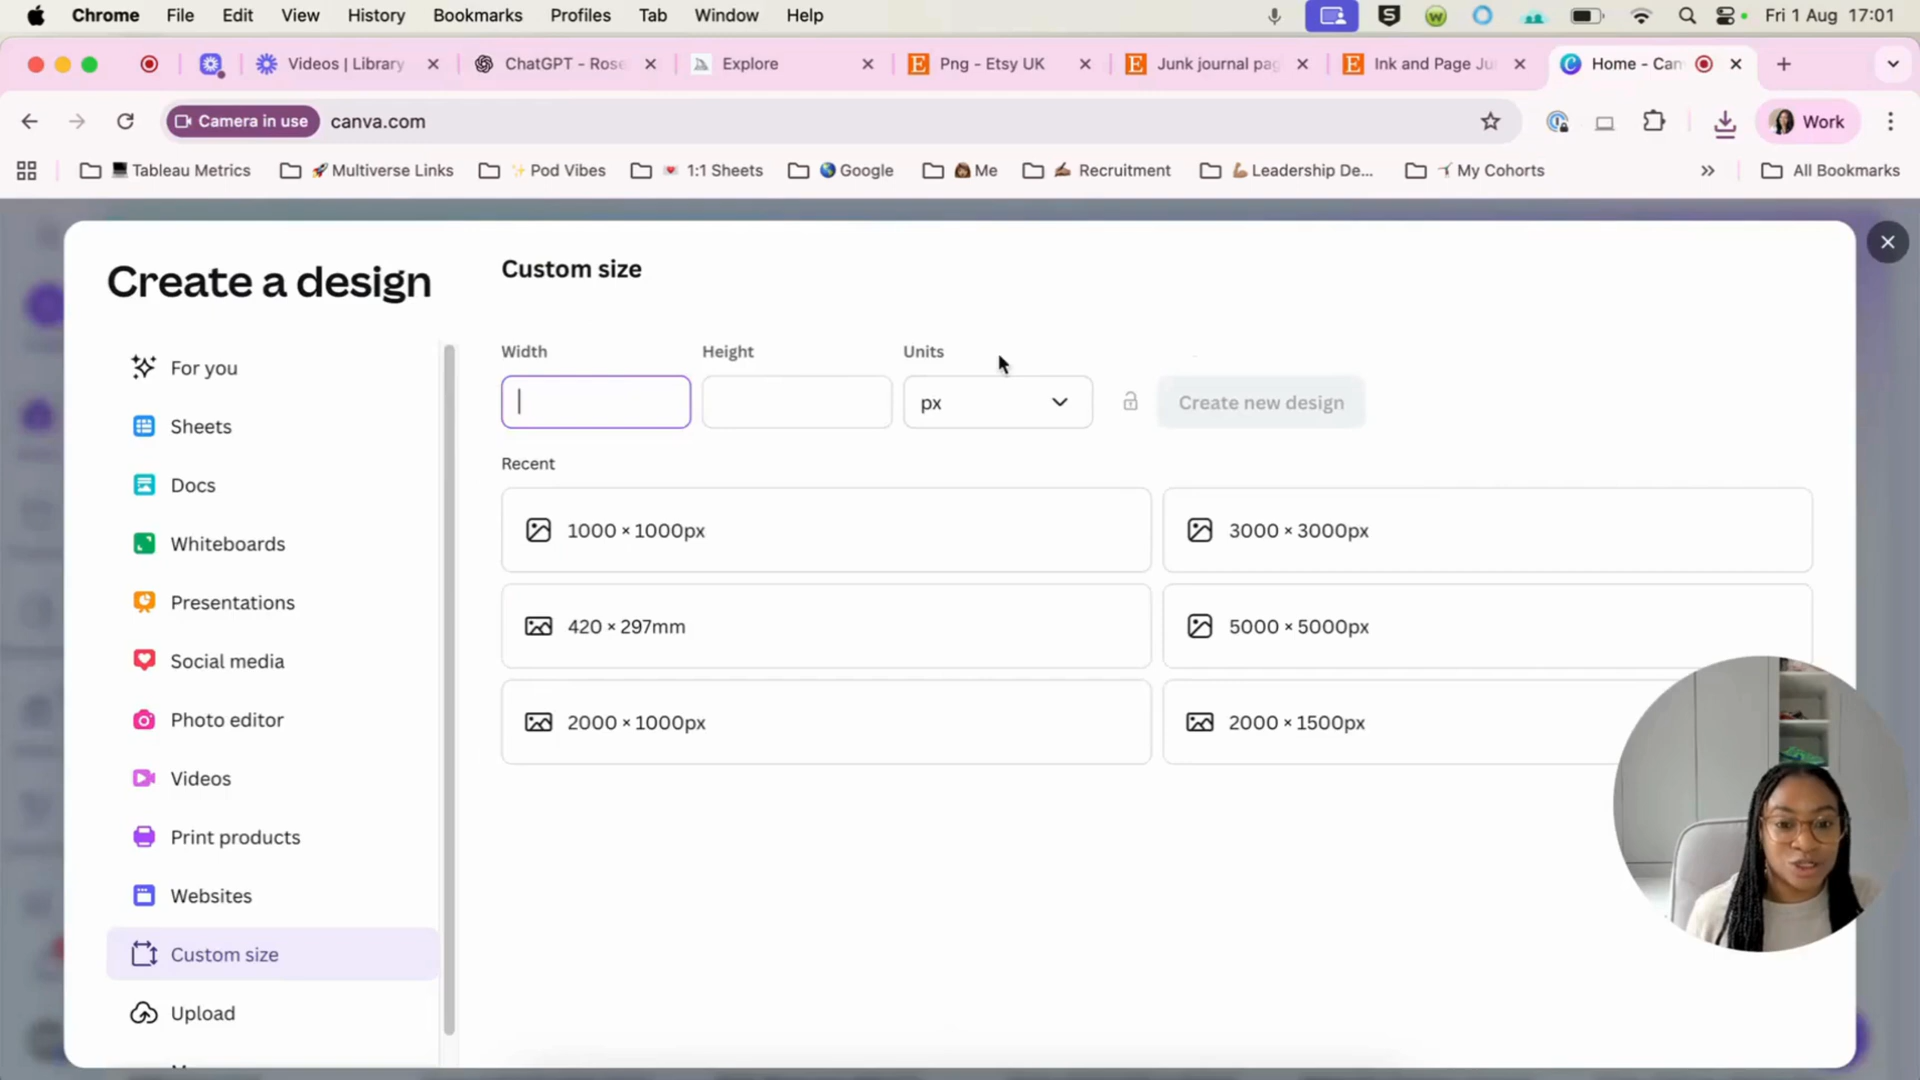 Chrome File Edit View History Bookmarks Profiles Tab Window Help Fri 1 Aug 17:01
Videos | Library ChatGPT - Rose Explore Png - Etsy UK Junk journal pag Ink and Page Ju Home - Can
Camera in use canva.com Work
Tableau Metrics Multiverse Links Pod Vibes 1:1 Sheets Google Me Recruitment Leadership De... My Cohorts » All Bookmarks
Create a design
For you
Sheets
Docs
Whiteboards
Presentations
Social media
Photo editor
Videos
Print products
Websites
Custom size
Upload
Custom size
Width Height Units
px Create new design
Recent
1000 × 1000px 3000 × 3000px
420 × 297mm 5000 × 5000px
2000 × 1000px 2000 × 1500px